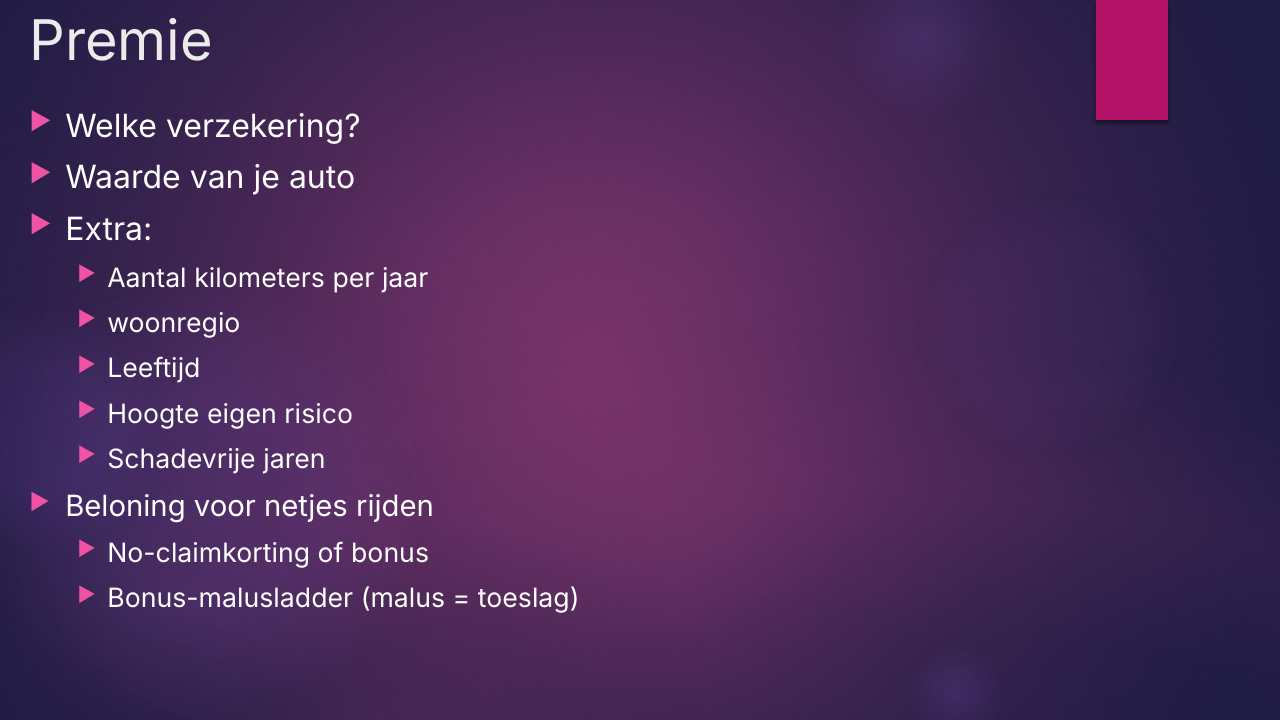 Premie
Welke verzekering?
Waarde van je auto
Extra:
Aantal kilometers per jaar
woonregio
Leeftijd
Hoogte eigen risico
Schadevrije jaren
Beloning voor netjes rijden
No-claimkorting of bonus
Bonus-malusladder (malus = toeslag)